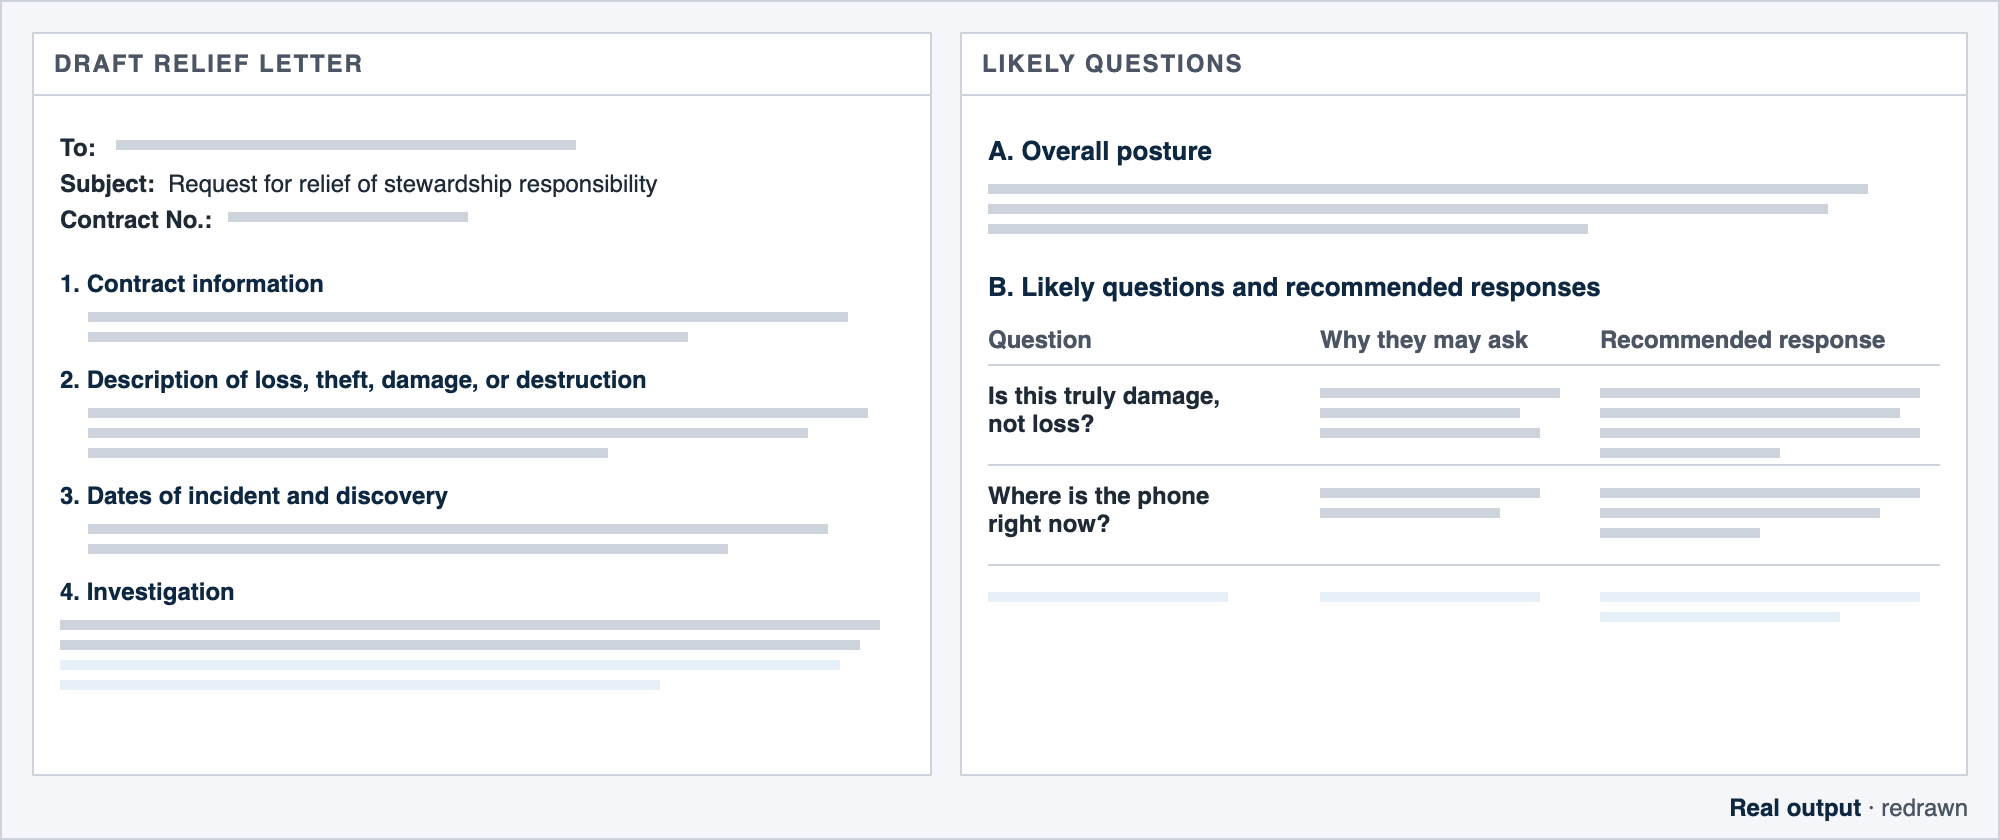 DRAFT RELIEF LETTER
To:
Subject: Request for relief of stewardship responsibility
Contract No.:
1. Contract information
2. Description of loss, theft, damage, or destruction
3. Dates of incident and discovery
4. Investigation
LIKELY QUESTIONS
A. Overall posture
B. Likely questions and recommended responses
Question Why they may ask Recommended response
Is this truly damage,
not loss?
Where is the phone
right now?
Real output · redrawn